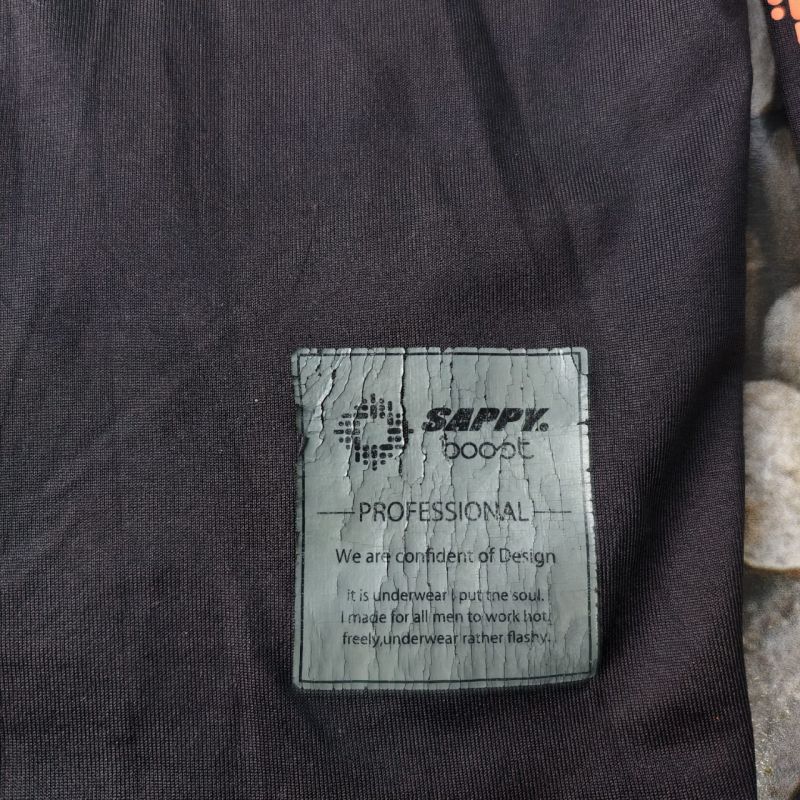 SAPPY.
boost
PROFESSIONAL
We are confident of Design
it is underwear I put the soul.
I made for all men to work hot,
freely,underwear rather flashy.